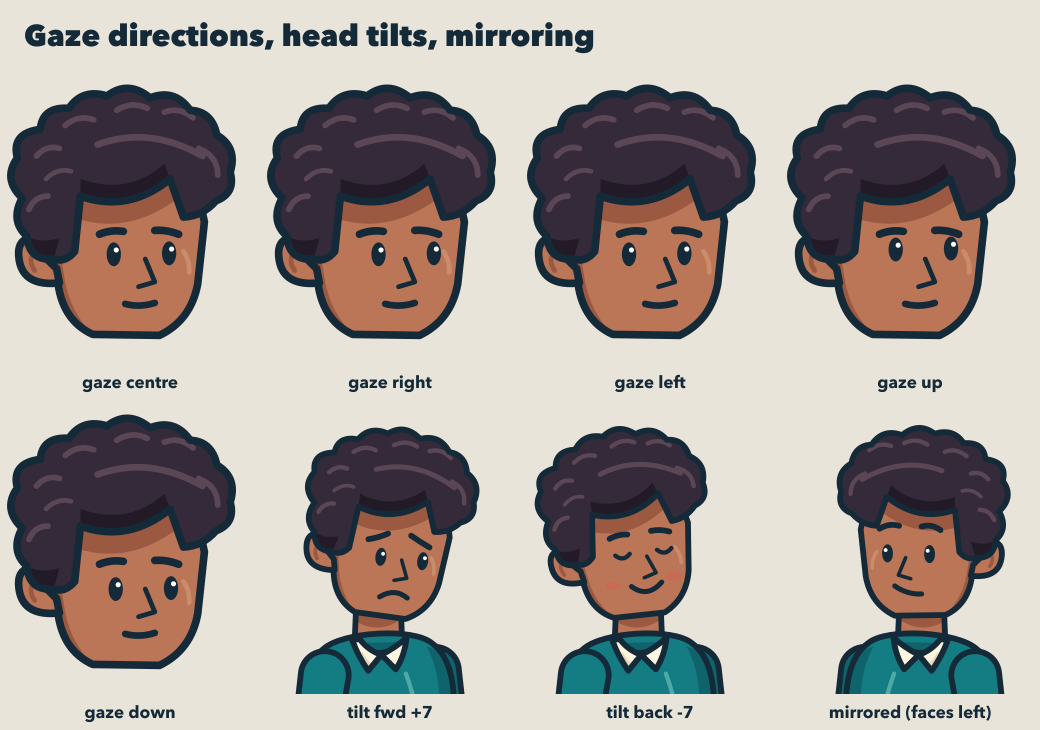 Gaze directions, head tilts, mirroring
gaze centre
gaze right
gaze left
gaze up
gaze down
tilt fwd +7
tilt back -7
mirrored (faces left)